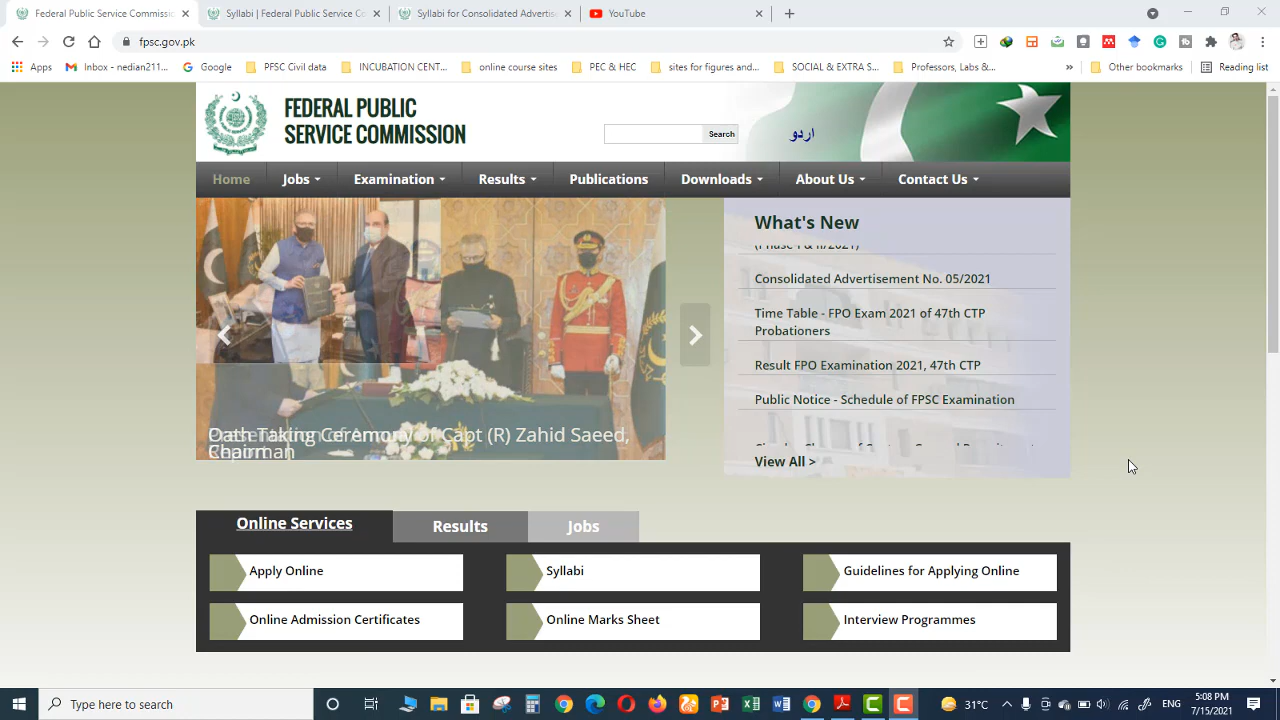 Federal Public Service Commissi
Syllabi | Federal Public Service Co
Syllabi for Consolidated Advertise
YouTube
fpsc.gov.pk
Apps
Inbox - nedian211...
Google
PFSC Civil data
INCUBATION CENT...
online course sites
PEC & HEC
sites for figures and...
SOCIAL & EXTRA S...
Professors, Labs &...
»
Other bookmarks
Reading list
FEDERAL PUBLIC
SERVICE COMMISSION
Search
اردو
Home
Jobs
Examination
Results
Publications
Downloads
About Us
Contact Us
What's New
(Phase-I & II/2021)
Consolidated Advertisement No. 05/2021
Time Table - FPO Exam 2021 of 47th CTP
Probationers
Result FPO Examination 2021, 47th CTP
Public Notice - Schedule of FPSC Examination
View All >
Oath Taking Ceremony of Capt (R) Zahid Saeed,
Chairman
Online Services
Results
Jobs
Apply Online
Syllabi
Guidelines for Applying Online
Online Admission Certificates
Online Marks Sheet
Interview Programmes
Type here to search
31°C
ENG
5:08 PM
7/15/2021